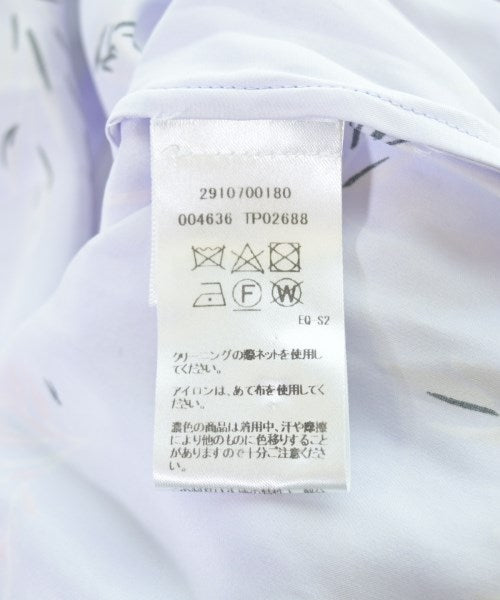 2910700180
004636 TP02688
F W
EQ-S2
クリーニングの際ネットを使用し
てください。
アイロンは、あて布を使用してく
ださい。
濃色の商品は着用中、汗や摩擦
により他のものに色移りすること
がありますので十分ご注意ください